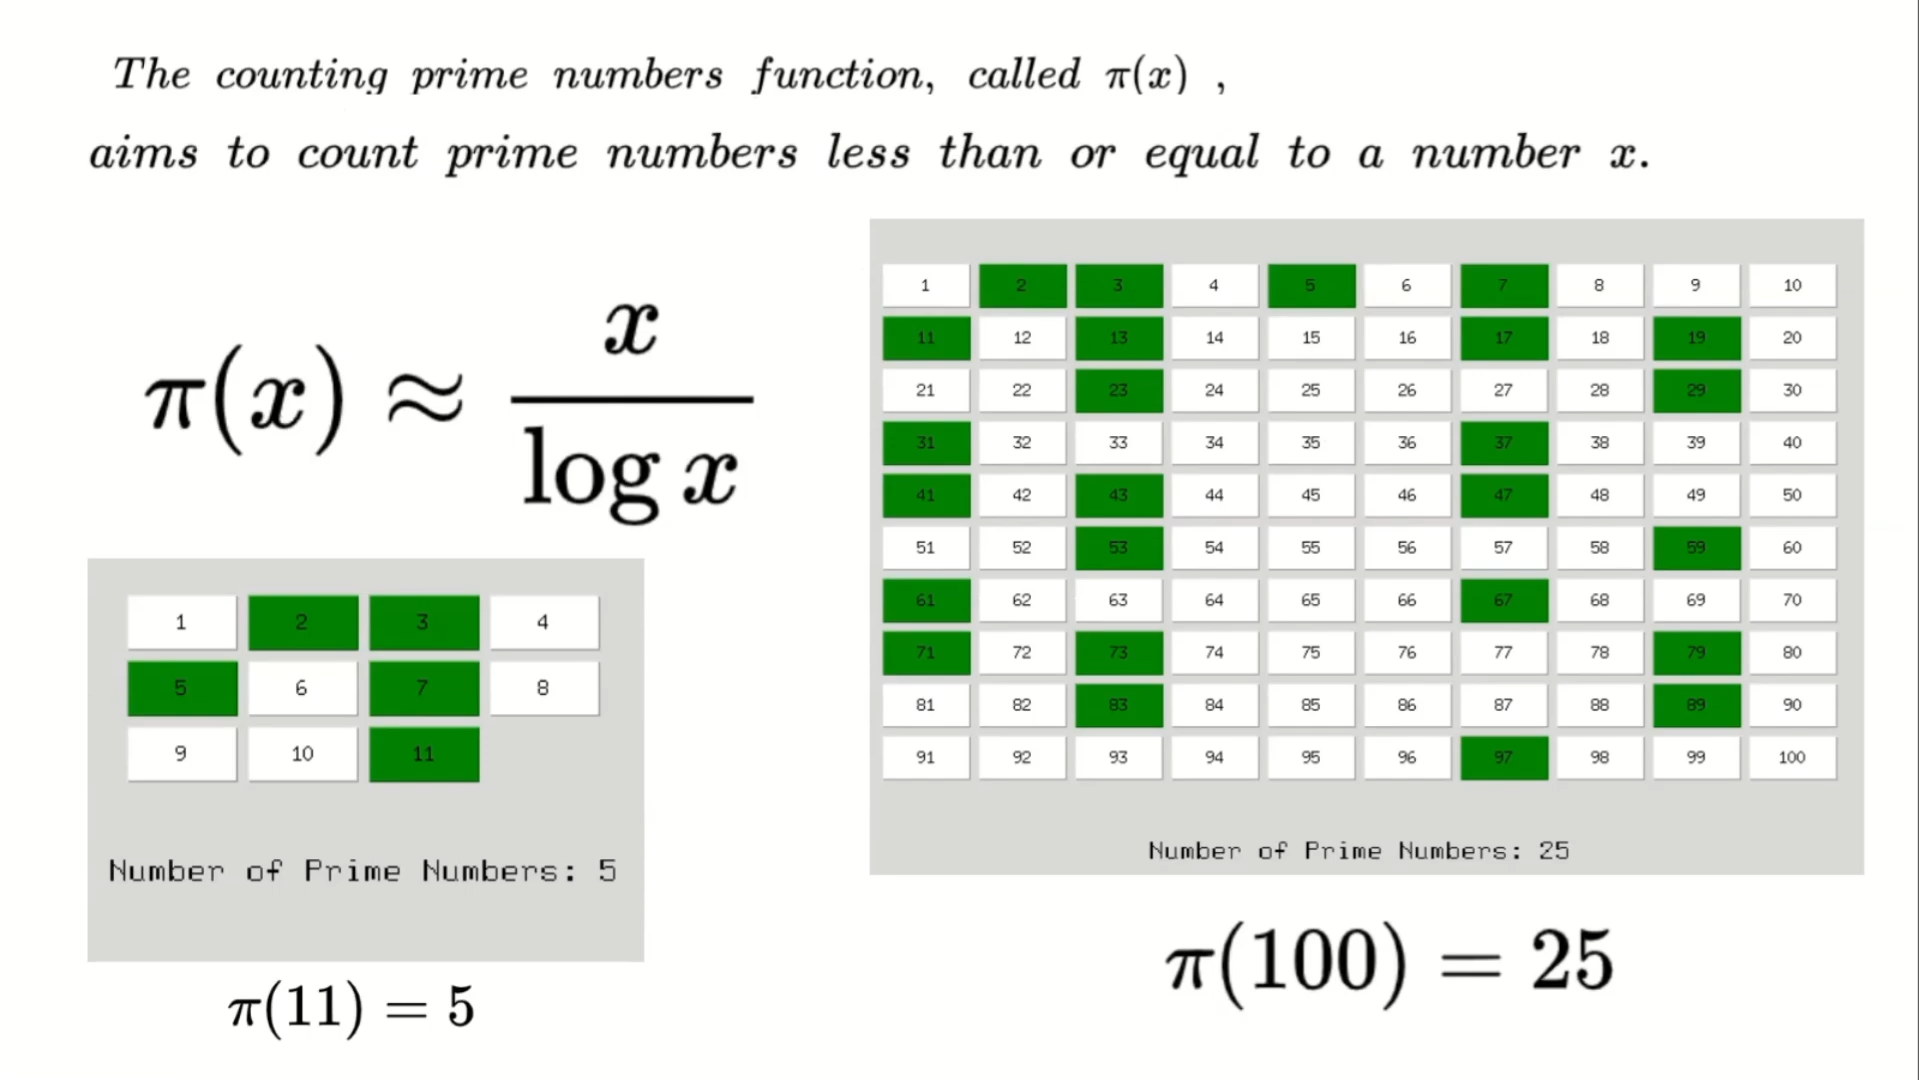 The counting prime numbers function, called π(x) ,
aims to count prime numbers less than or equal to a number x.
π(x) ≈ x / log x
1 2 3 4
5 6 7 8
9 10 11
Number of Prime Numbers: 5
π(11) = 5
1 2 3 4 5 6 7 8 9 10
11 12 13 14 15 16 17 18 19 20
21 22 23 24 25 26 27 28 29 30
31 32 33 34 35 36 37 38 39 40
41 42 43 44 45 46 47 48 49 50
51 52 53 54 55 56 57 58 59 60
61 62 63 64 65 66 67 68 69 70
71 72 73 74 75 76 77 78 79 80
81 82 83 84 85 86 87 88 89 90
91 92 93 94 95 96 97 98 99 100
Number of Prime Numbers: 25
π(100) = 25